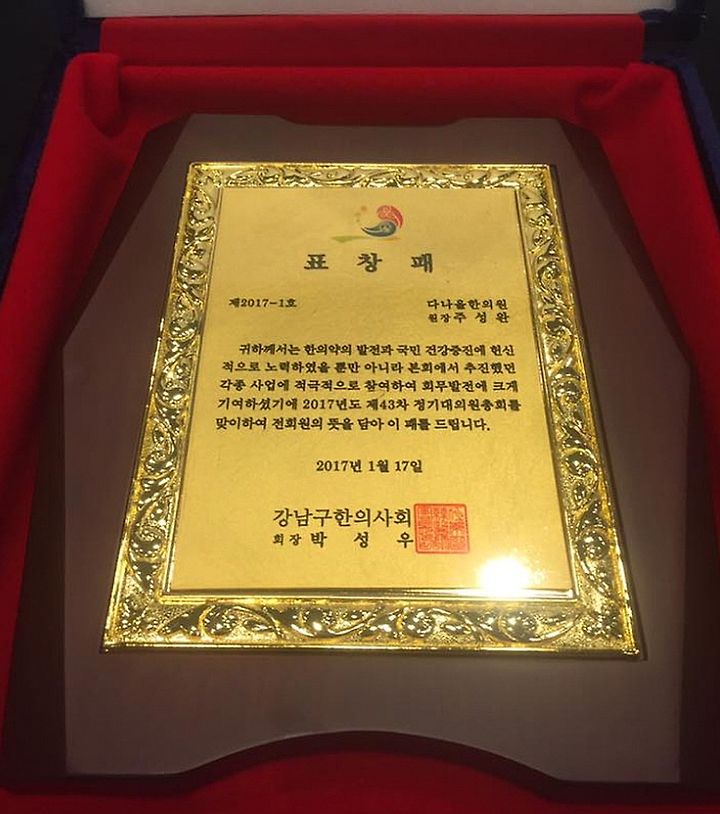 표 창 패
제2017-1호
다나을한의원
원장 주 성 완
귀하께서는 한의약의 발전과 국민 건강증진에 헌신
적으로 노력하였을 뿐만 아니라 본회에서 추진했던
각종 사업에 적극적으로 참여하여 회무발전에 크게
기여하셨기에 2017년도 제43차 정기대의원총회를
맞이하여 전회원의 뜻을 담아 이 패를 드립니다.
2017년 1월 17일
강남구한의사회
회장 박 성 우